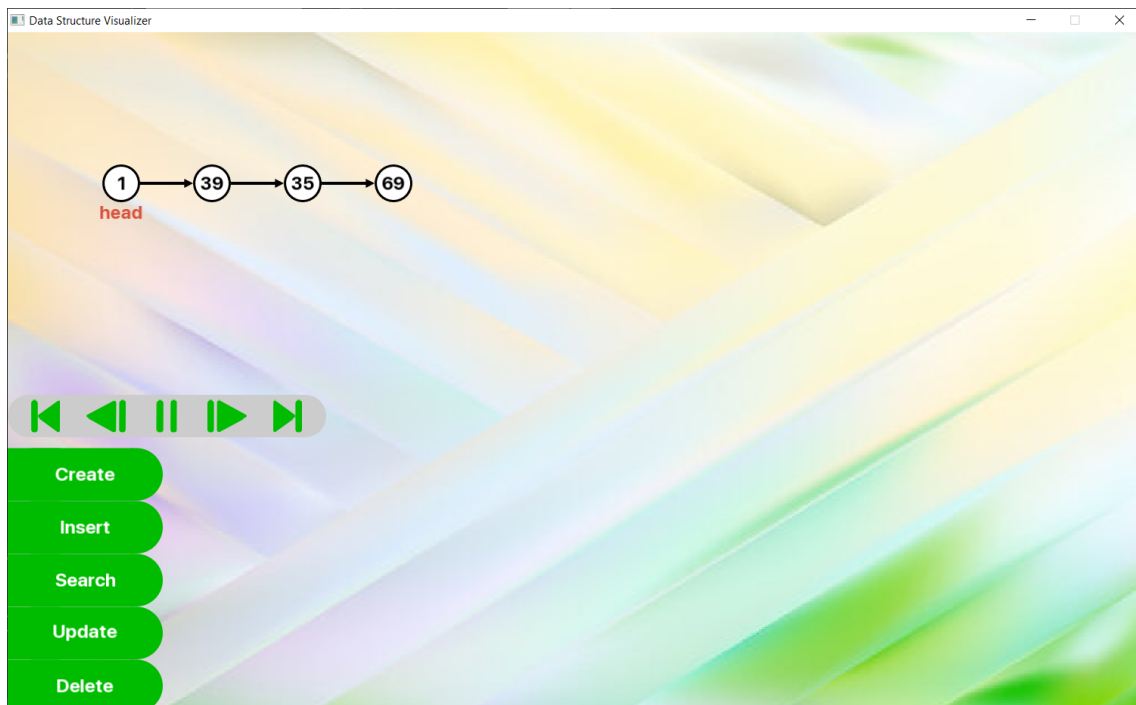 Data Structure Visualizer
1 39 35 69
head
Create
Insert
Search
Update
Delete